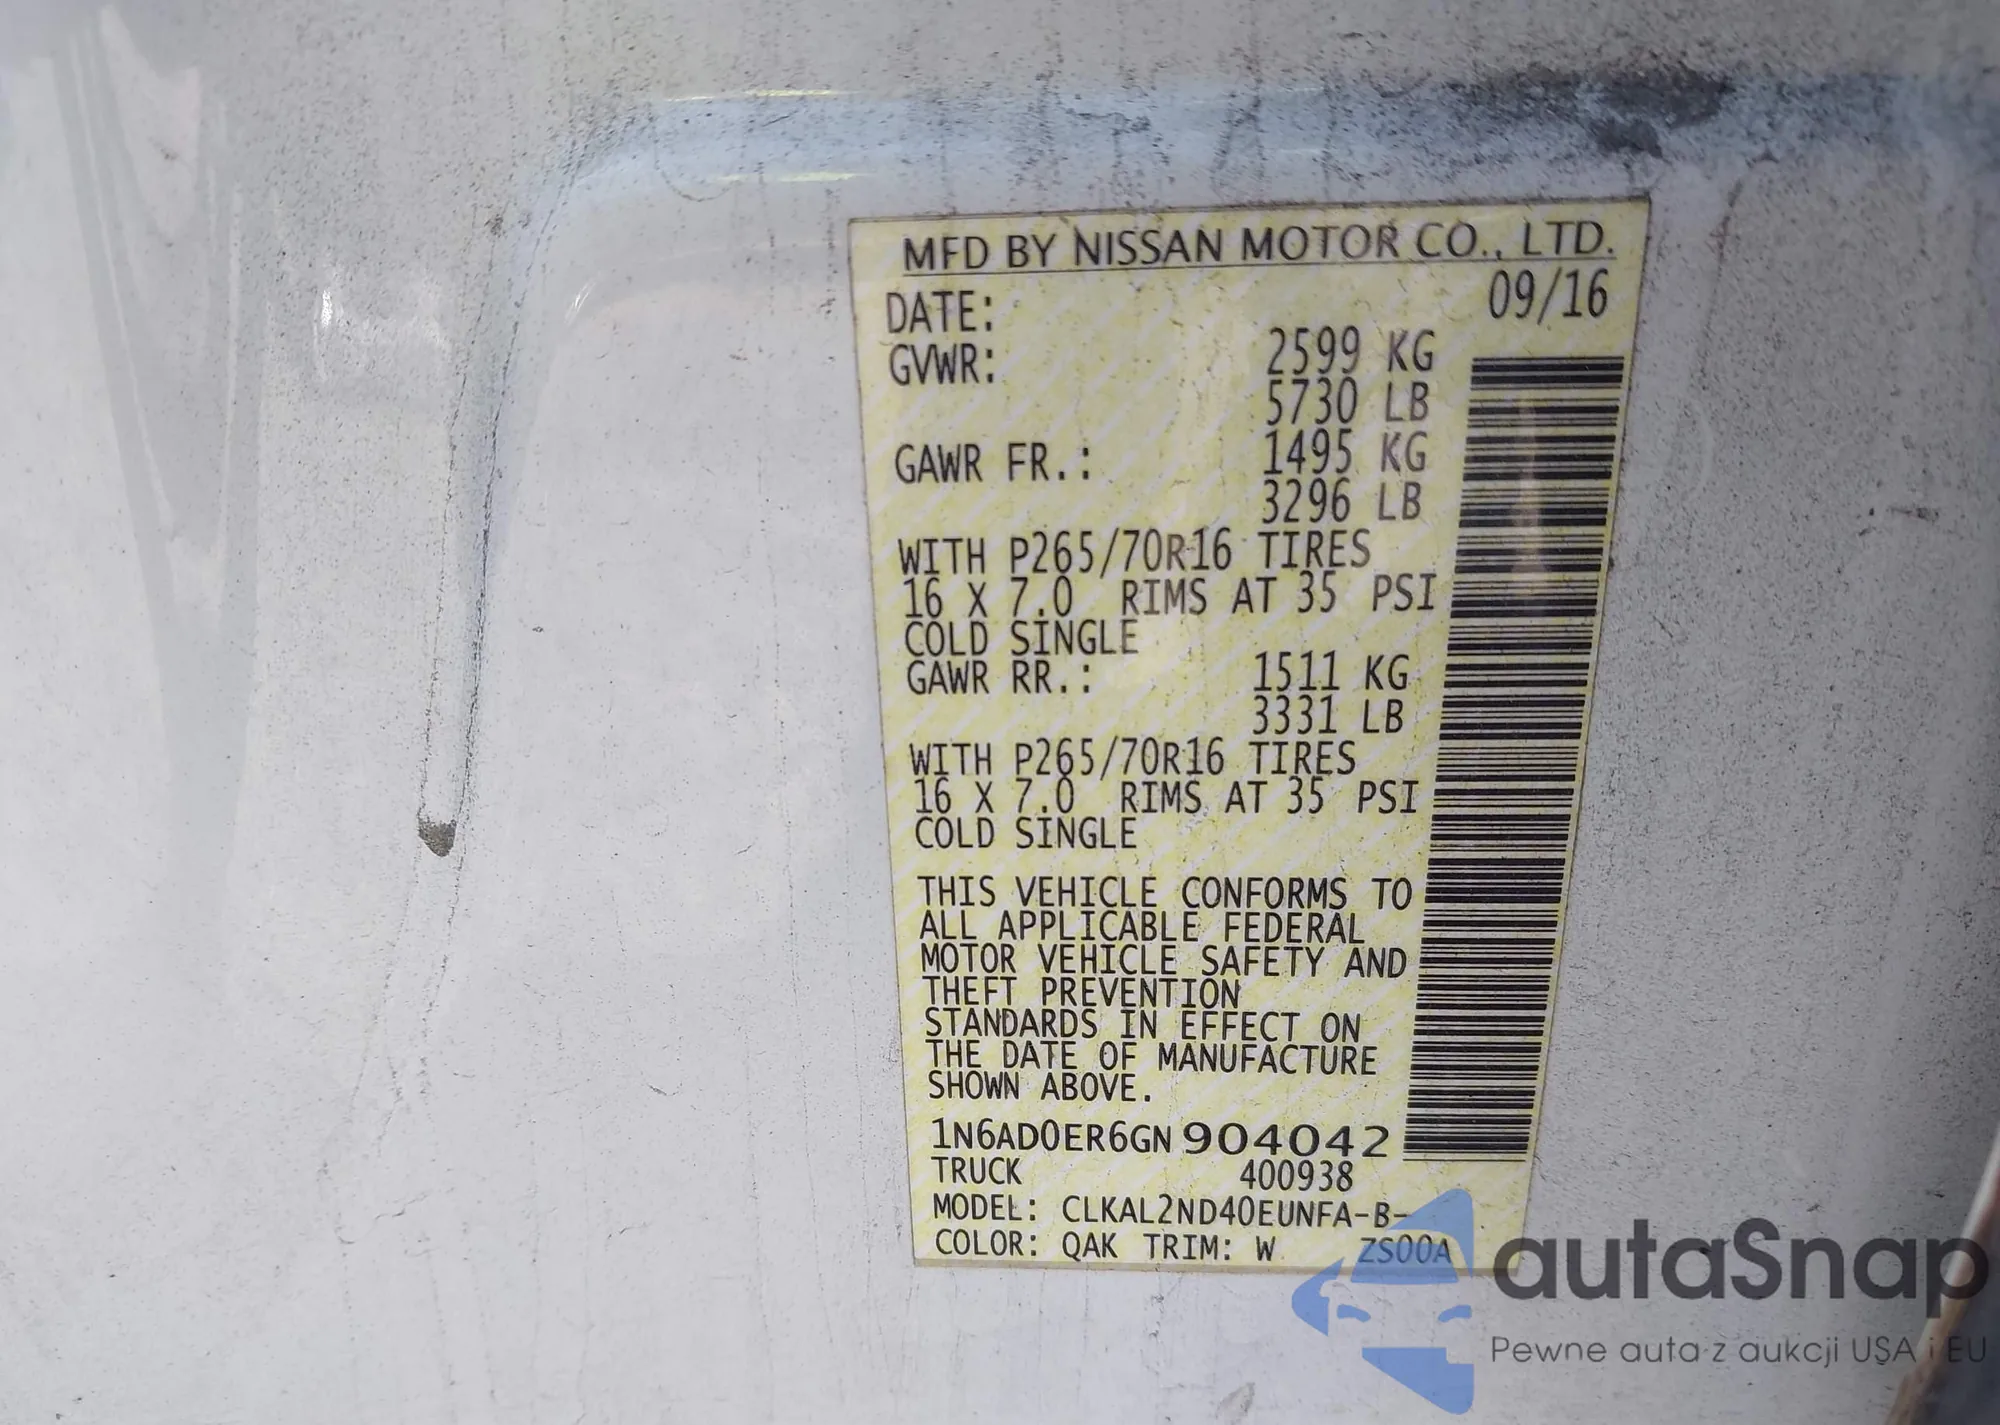 MFD BY NISSAN MOTOR CO., LTD.
DATE: 09/16
GVWR: 2599 KG
5730 LB
GAWR FR.: 1495 KG
3296 LB
WITH P265/70R16 TIRES
16 X 7.0 RIMS AT 35 PSI
COLD SINGLE
GAWR RR.: 1511 KG
3331 LB
WITH P265/70R16 TIRES
16 X 7.0 RIMS AT 35 PSI
COLD SINGLE
THIS VEHICLE CONFORMS TO
ALL APPLICABLE FEDERAL
MOTOR VEHICLE SAFETY AND
THEFT PREVENTION
STANDARDS IN EFFECT ON
THE DATE OF MANUFACTURE
SHOWN ABOVE.
1N6AD0ER6GN904042
TRUCK 400938
MODEL: CLKAL2ND40EUNFA-B-
COLOR: QAK TRIM: W ZS00A
autaSnap
Pewne auta z aukcji USA i EU